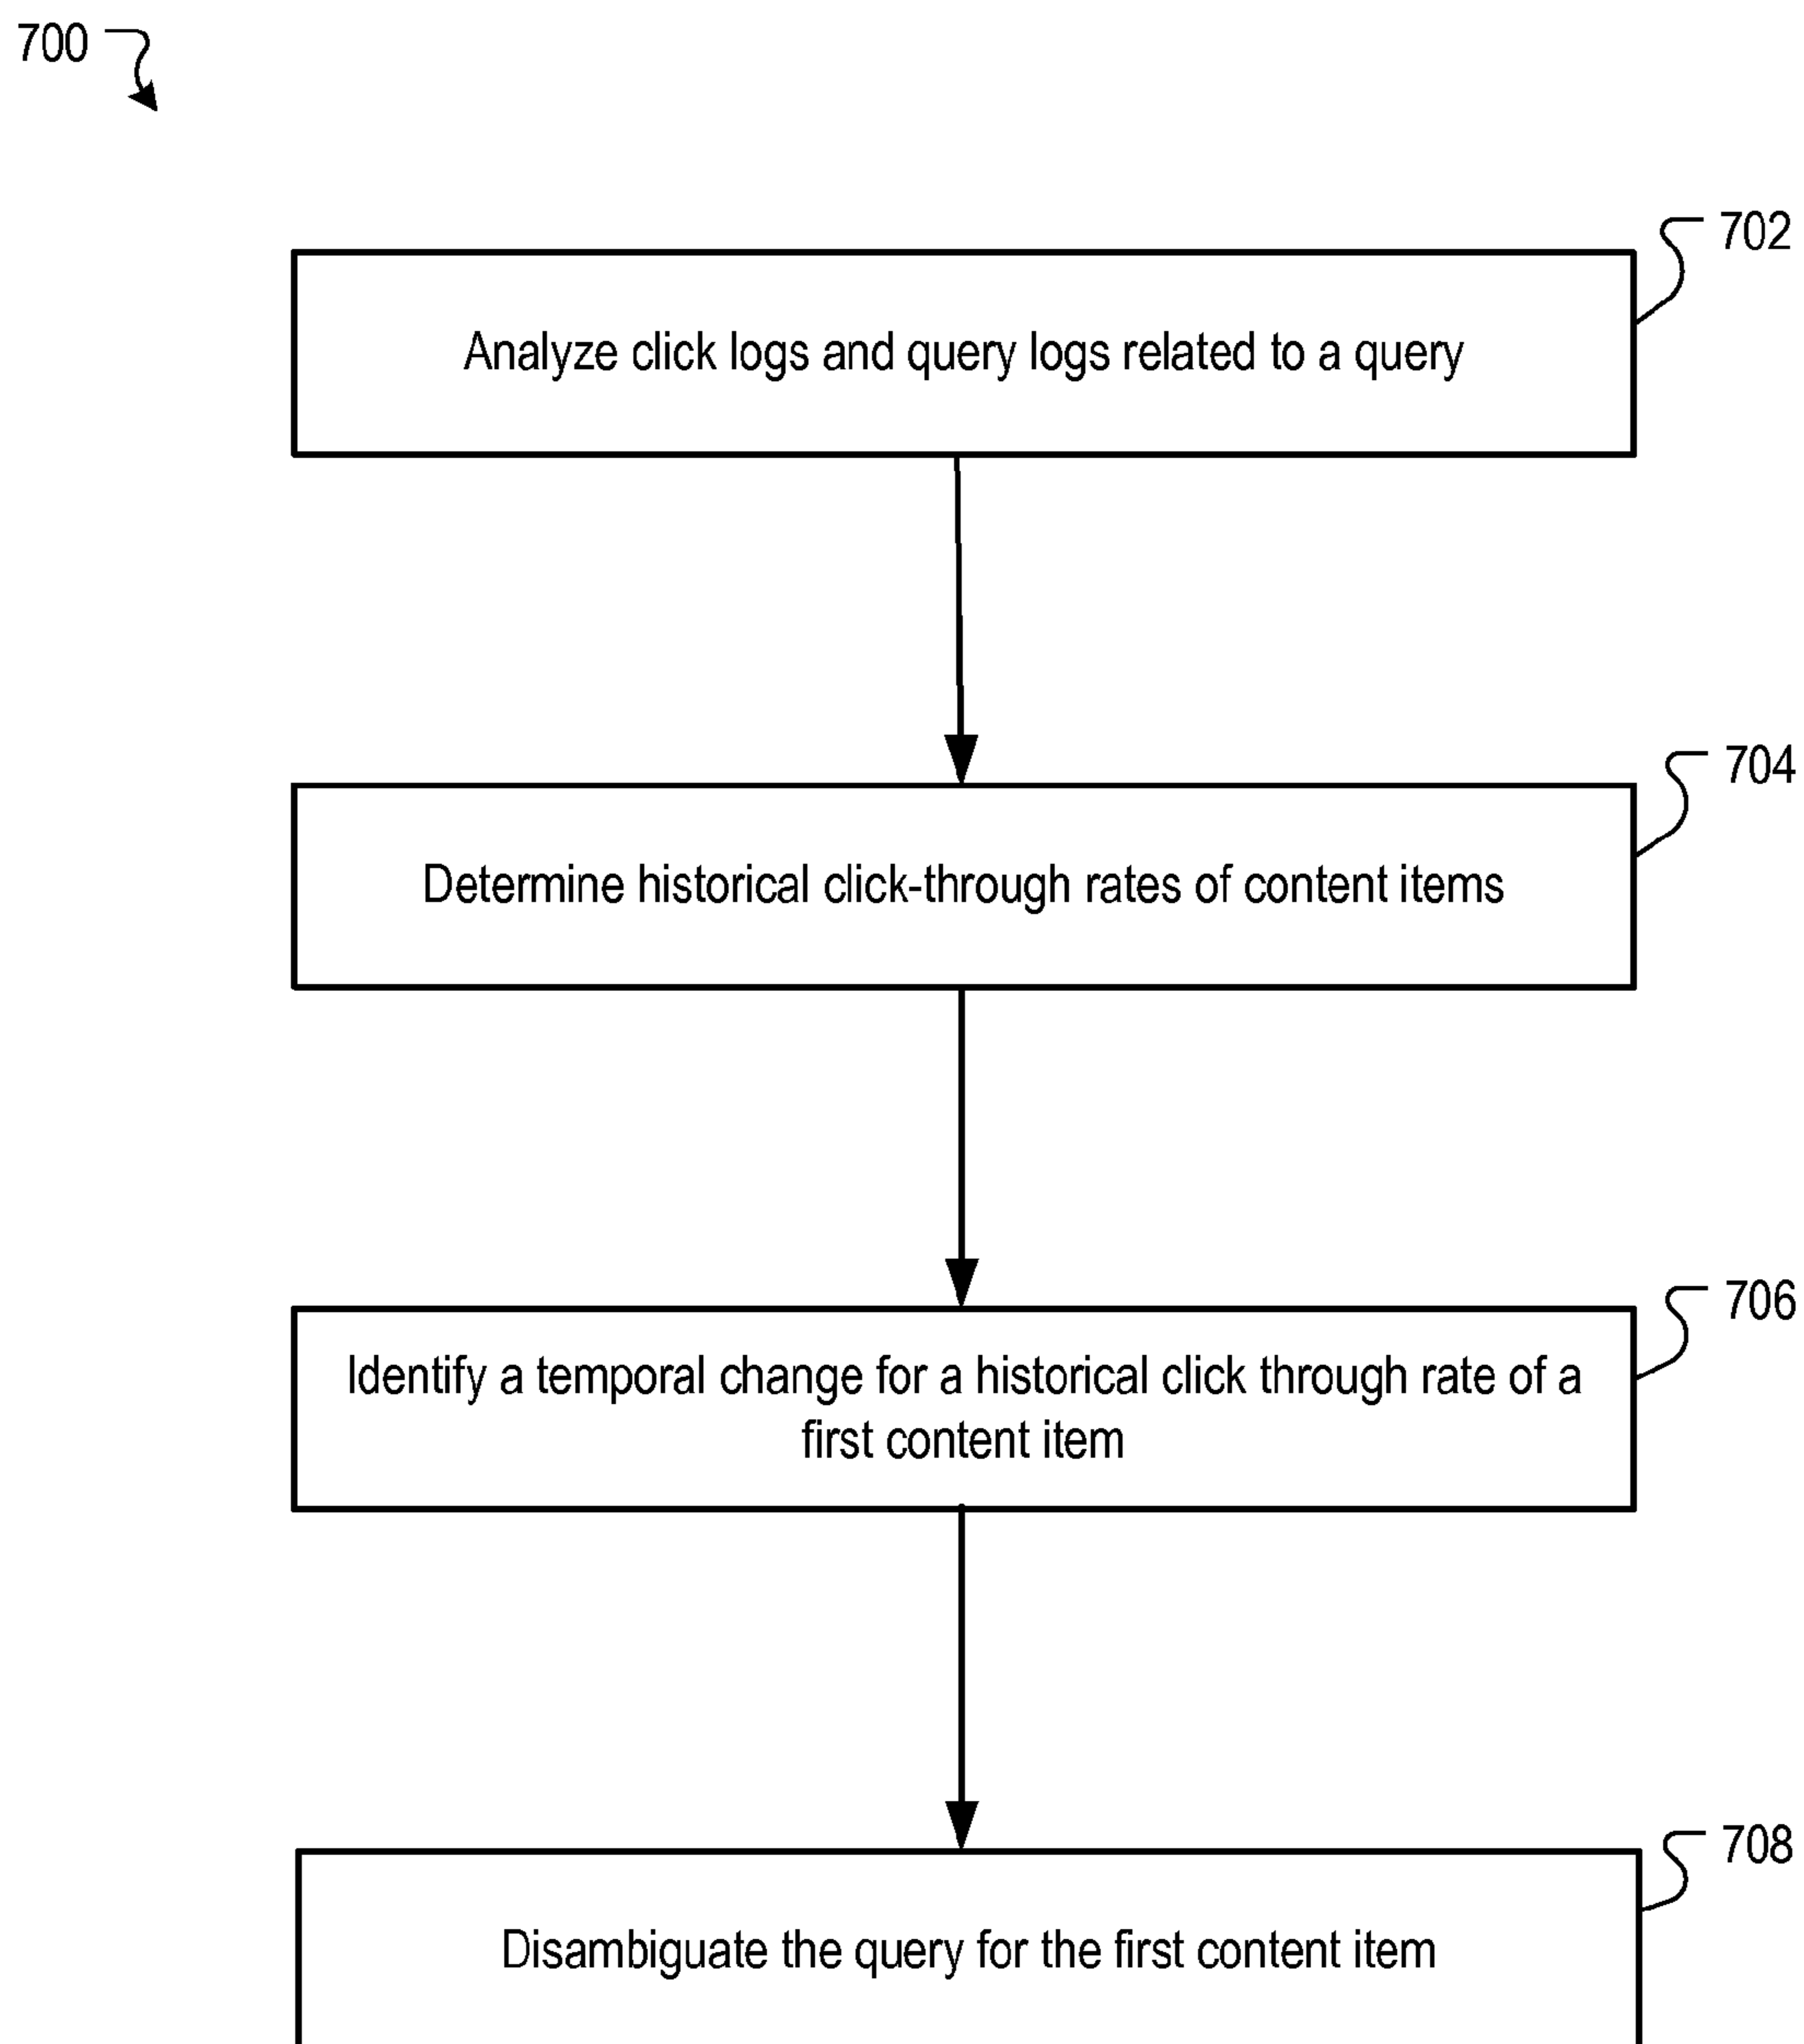 700
702
Analyze click logs and query logs related to a query
704
Determine historical click-through rates of content items
706
Identify a temporal change for a historical click through rate of a
first content item
708
Disambiguate the query for the first content item